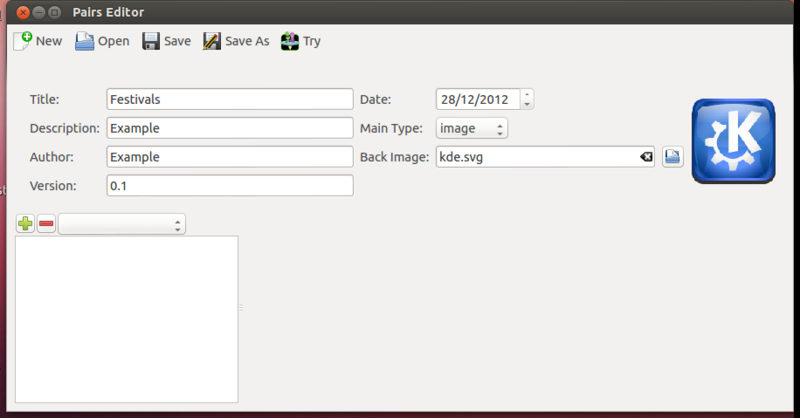 Pairs Editor
New Open Save Save As Try
Title: Festivals Date: 28/12/2012
Description: Example Main Type: image
Author: Example Back Image: kde.svg
Version: 0.1
K